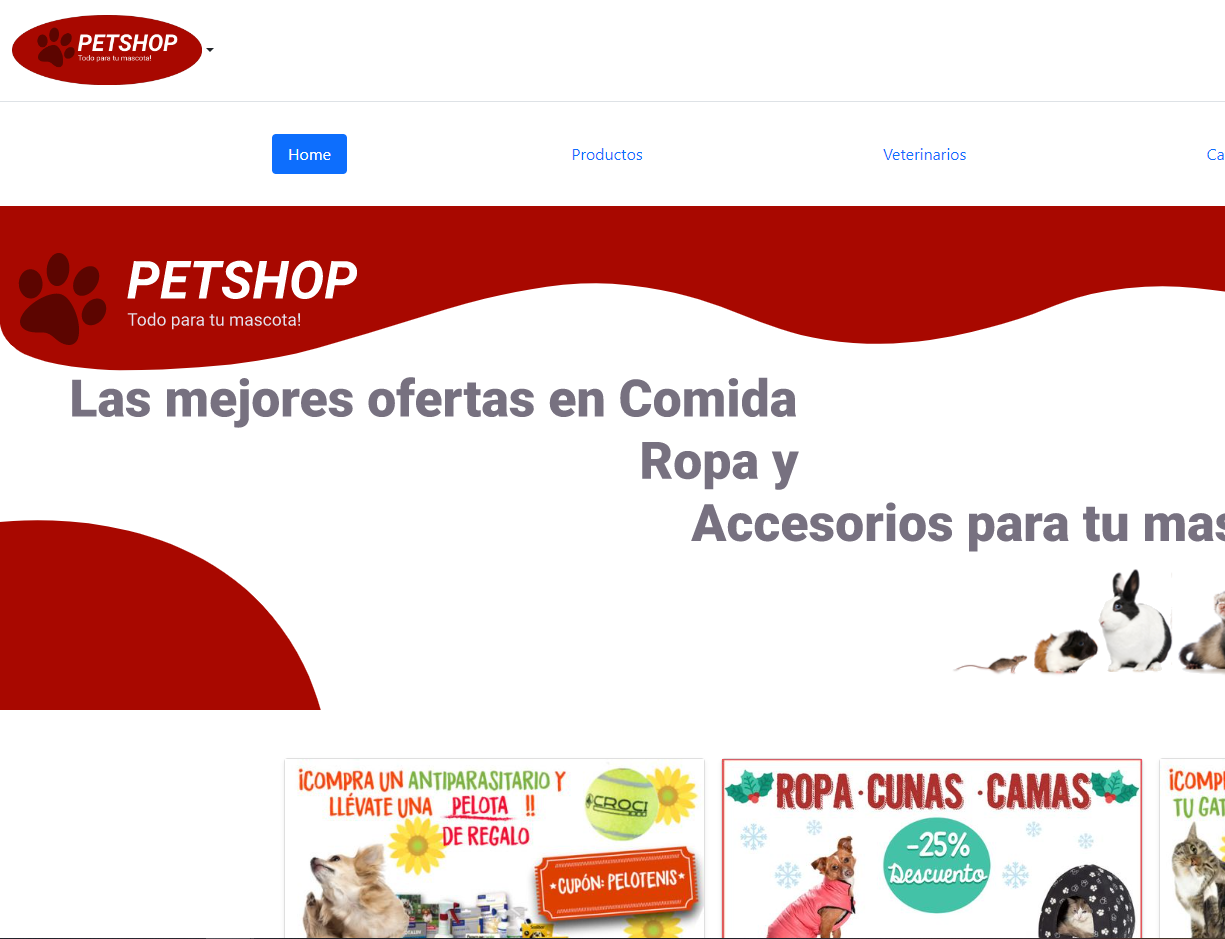 PETSHOP
Todo para tu mascota!
Home
Productos
Veterinarios
Ca
PETSHOP
Todo para tu mascota!
Las mejores ofertas en Comida
Ropa y
Accesorios para tu mas
¡COMPRA UN ANTIPARASITARIO Y
LLÉVATE UNA PELOTA !!
DE REGALO
CROCI
CUPÓN: PELOTENIS
ROPA · CUNAS · CAMAS
-25%
Descuento
¡COMP
TU GAT